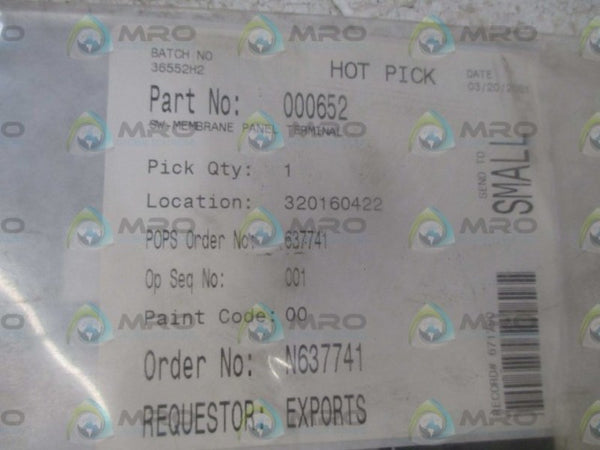 BATCH NO
36552H2
HOT PICK
DATE
Part No: 000652
SW-MEMBRANE PANEL TERMINAL
Pick Qty: 1
Location: 320160422
SEND TO
SMALL
POPS Order No: 637741
Op Seq No: 001
Paint Code: 00
Order No: N637741
REQUESTOR: EXPORTS
RECORD#
MRO